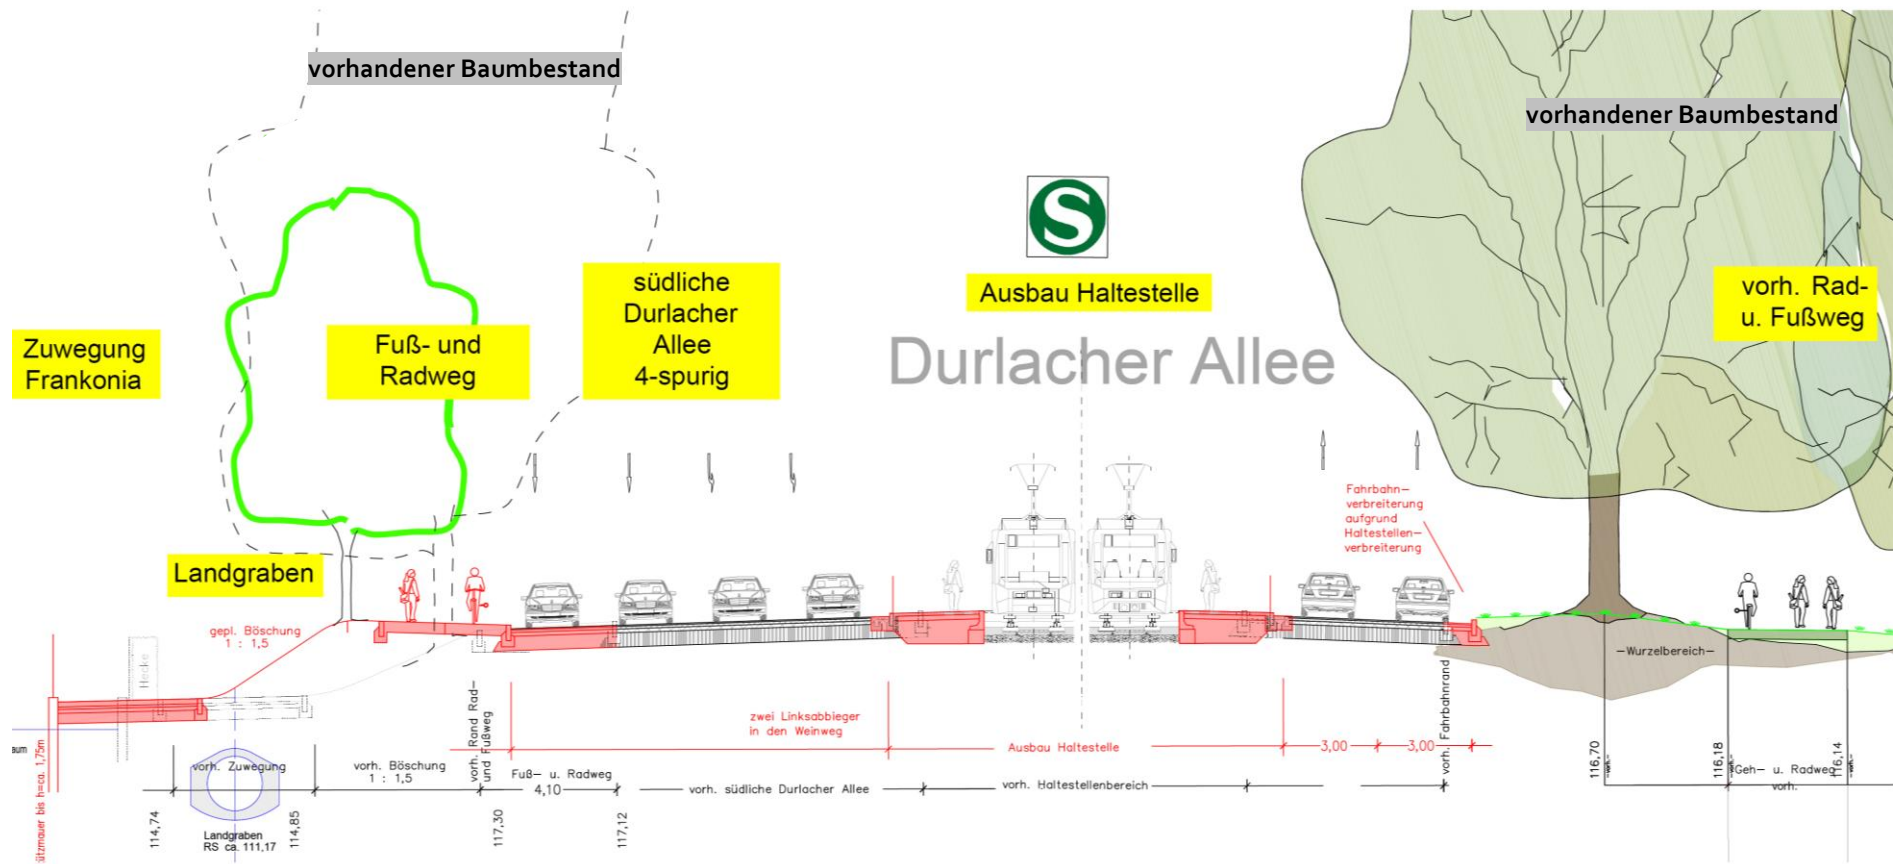 vorhandener Baumbestand
vorhandener Baumbestand
S
südliche
Durlacher
Allee
4-spurig
Ausbau Haltestelle
vorh. Rad-
u. Fußweg
Zuwegung
Frankonia
Fuß- und
Radweg
Durlacher Allee
Fahrbahn-
verbreiterung
aufgrund
Haltestellen-
verbreiterung
Landgraben
gepl. Böschung
1 : 1,5
Hecke
-Wurzelbereich-
vorh. Rand Rad-
und Fußweg
zwei Linksabbieger
in den Weinweg
Ausbau Haltestelle
3,00
3,00
vorh. Fahrbahnrand
vorh. Zuwegung
vorh. Böschung
1 : 1,5
Fuß- u. Radweg
4,10
vorh. südliche Durlacher Allee
vorh. Haltestellenbereich
116,70
116,18
Geh- u. Radweg
vorh.
116,14
114,74
Landgraben
RS ca. 111,17
114,85
117,30
117,12
bis h=ca. 1,75m